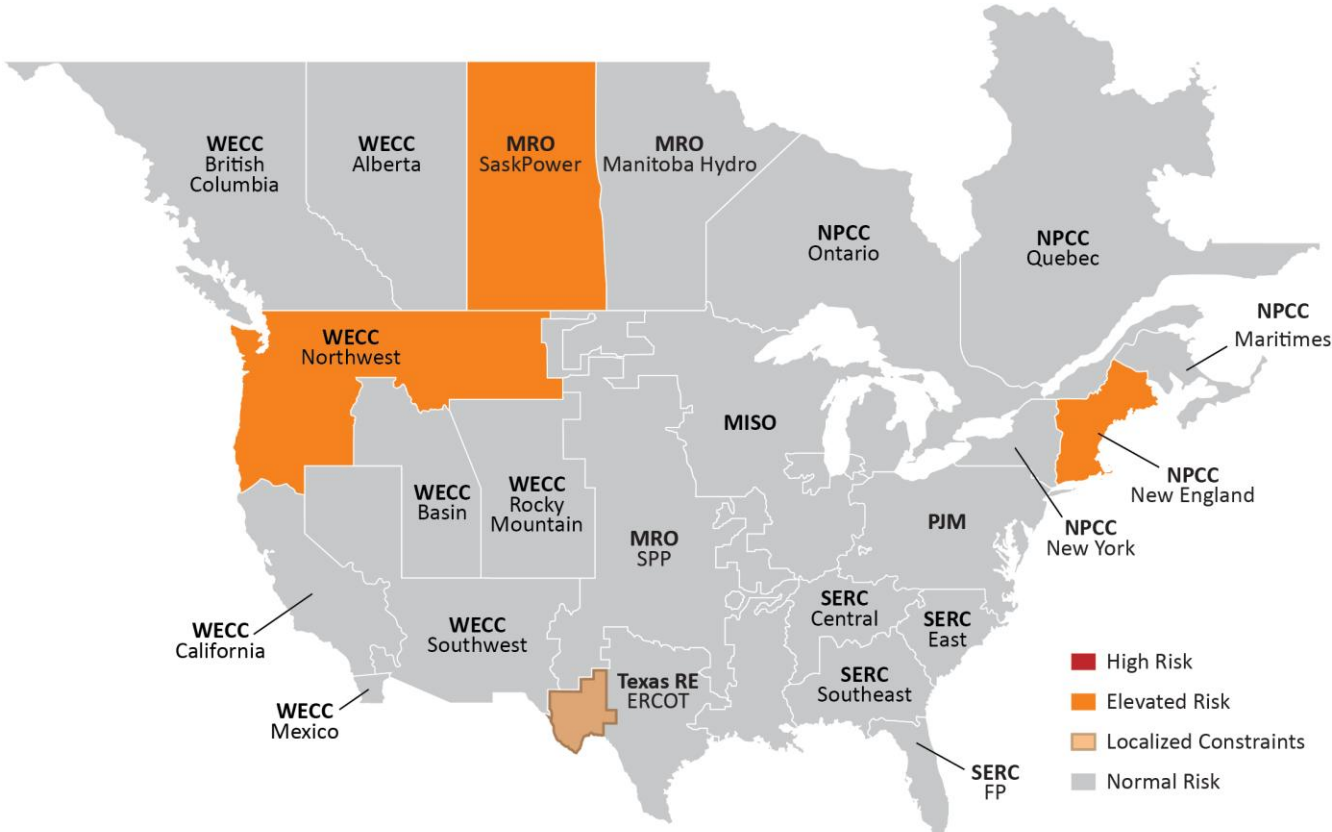 WECC
British
Columbia
WECC
Alberta
MRO
SaskPower
MRO
Manitoba Hydro
NPCC
Ontario
NPCC
Quebec
NPCC
Maritimes
WECC
Northwest
MISO
NPCC
New England
WECC
Basin
WECC
Rocky
Mountain
MRO
SPP
PJM
NPCC
New York
WECC
California
WECC
Southwest
SERC
Central
SERC
East
WECC
Mexico
Texas RE
ERCOT
SERC
Southeast
SERC
FP
High Risk
Elevated Risk
Localized Constraints
Normal Risk